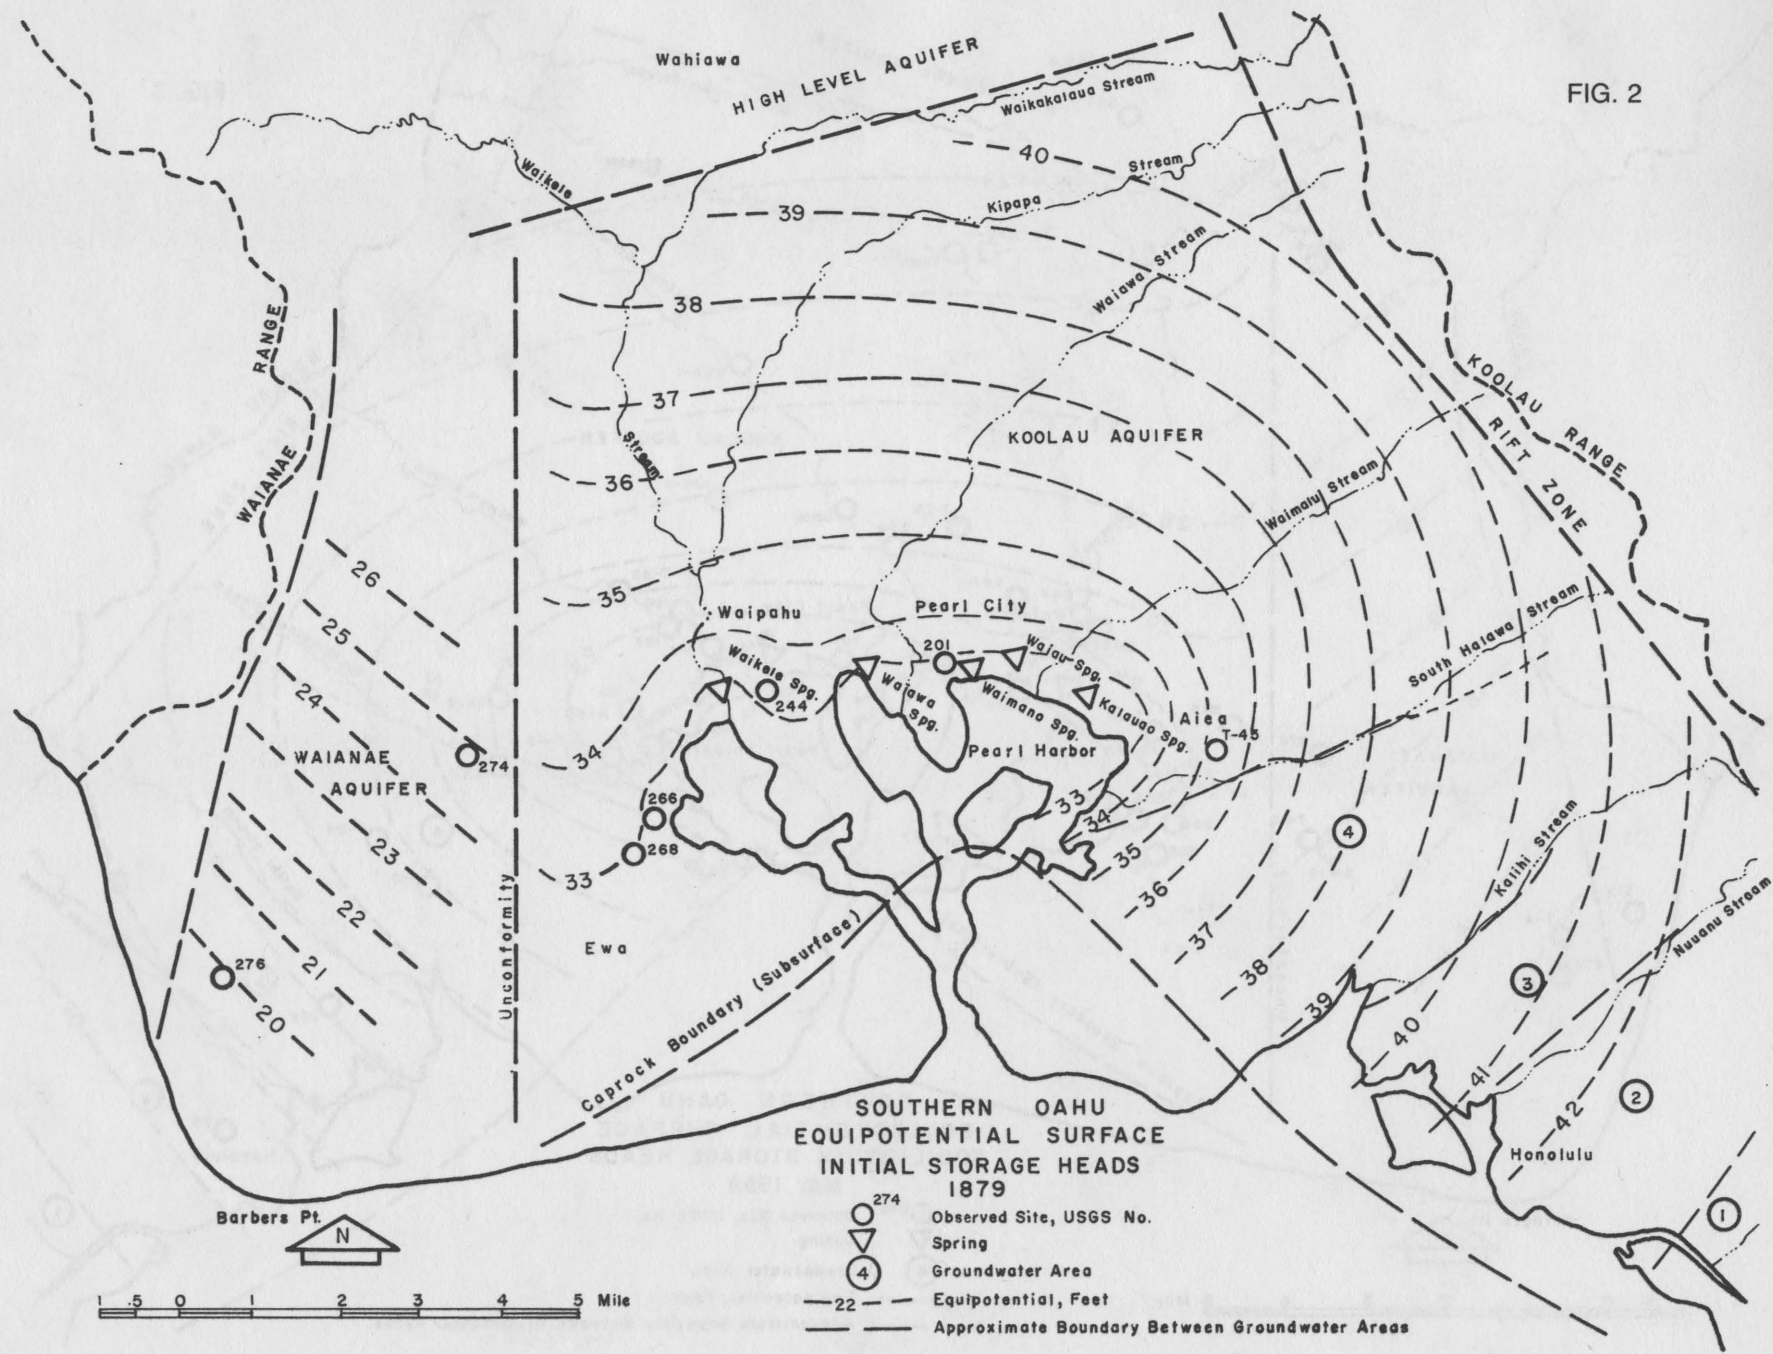 FIG. 2
Wahiawa
HIGH LEVEL AQUIFER
Waikakalaua Stream
40
Stream
Kipapa
Waikele
39
Waiawa Stream
38
RANGE
WAIANAE
37
KOOLAU RANGE
RIFT ZONE
KOOLAU AQUIFER
Stream
36
Waimalu Stream
26
35
25
Waipahu
Pearl City
South Halawa Stream
201
Waiau Spg.
Waikele Spg.
244
Waiawa
Spg.
Waimano Spg.
Kalauao Spg.
Aiea
T-45
24
34
WAIANAE
AQUIFER
274
Pearl Harbor
266
268
33
34
35
36
37
38
39
40
41
42
4
Kalihi Stream
23
33
22
Unconformity
Ewa
Caprock Boundary (Subsurface)
Nuuanu Stream
276
21
20
3
2
1
Honolulu
SOUTHERN OAHU
EQUIPOTENTIAL SURFACE
INITIAL STORAGE HEADS
1879
274
Observed Site, USGS No.
Spring
4
Groundwater Area
22
Equipotential, Feet
Approximate Boundary Between Groundwater Areas
Barbers Pt.
N
1 .5 0 1 2 3 4 5 Mile